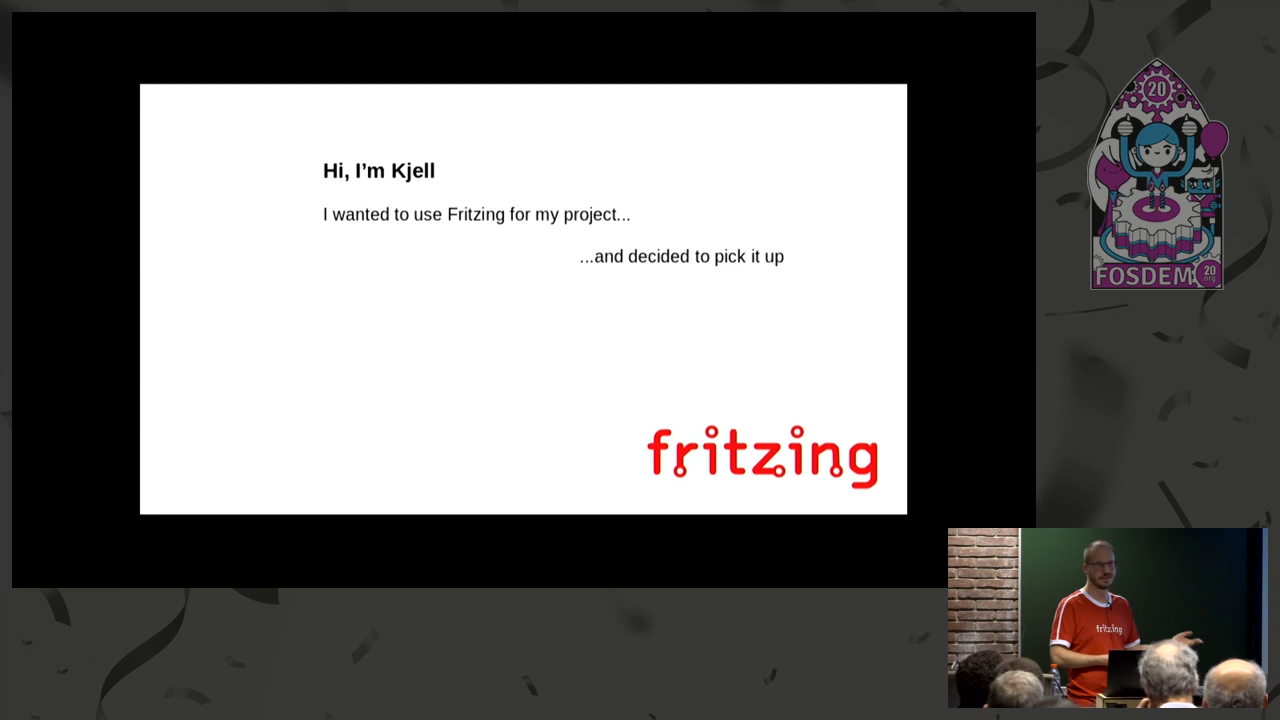 Hi, I'm Kjell
I wanted to use Fritzing for my project...
...and decided to pick it up
fritzing
20
FOSDEM
20
.org
fritzing